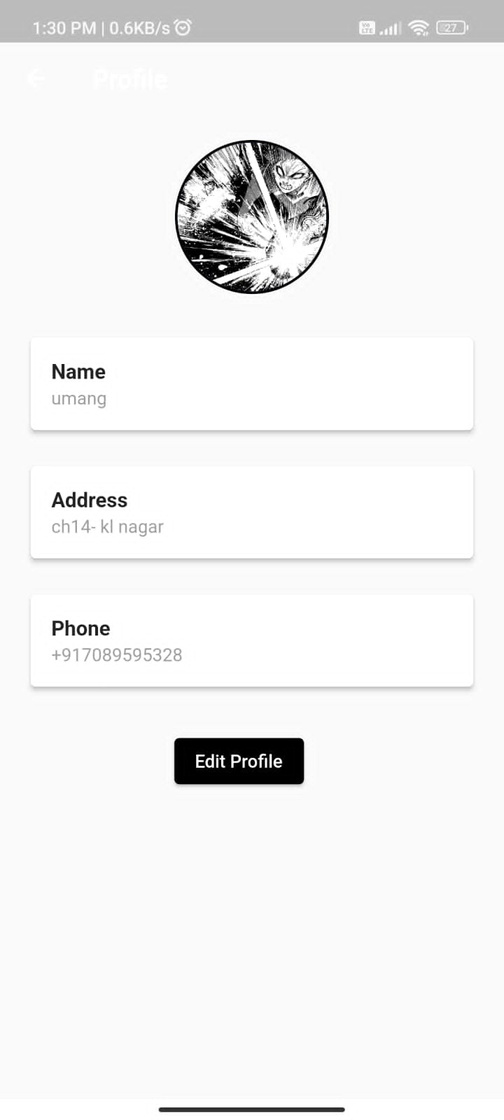 1:30 PM | 0.6KB/s
27
Profile
Name
umang
Address
ch14- kl nagar
Phone
+917089595328
Edit Profile